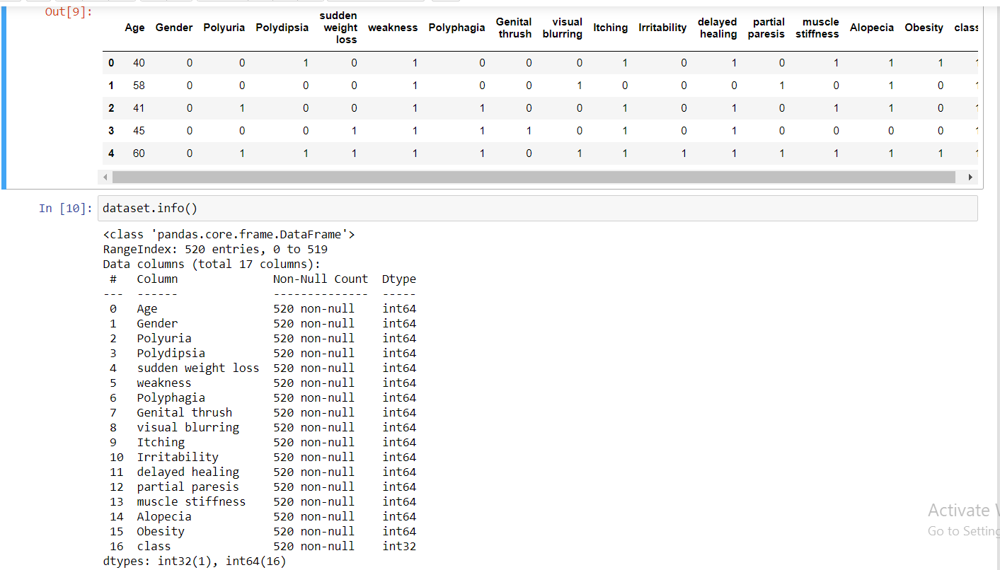 Out[9]:
Age Gender Polyuria Polydipsia sudden weight loss weakness Polyphagia Genital thrush visual blurring Itching Irritability delayed healing partial paresis muscle stiffness Alopecia Obesity class
0 40 0 0 1 0 1 0 0 0 1 0 1 0 1 1 1 1
1 58 0 0 0 0 1 0 0 1 0 0 0 1 0 1 0 1
2 41 0 1 0 0 1 1 0 0 1 0 1 0 1 1 0 1
3 45 0 0 0 1 1 1 1 0 1 0 1 0 0 0 0 1
4 60 0 1 1 1 1 1 0 1 1 1 1 1 1 1 1 1
In [10]: dataset.info()
<class 'pandas.core.frame.DataFrame'>
RangeIndex: 520 entries, 0 to 519
Data columns (total 17 columns):
# Column Non-Null Count Dtype
--- ------ -------------- -----
0 Age 520 non-null int64
1 Gender 520 non-null int64
2 Polyuria 520 non-null int64
3 Polydipsia 520 non-null int64
4 sudden weight loss 520 non-null int64
5 weakness 520 non-null int64
6 Polyphagia 520 non-null int64
7 Genital thrush 520 non-null int64
8 visual blurring 520 non-null int64
9 Itching 520 non-null int64
10 Irritability 520 non-null int64
11 delayed healing 520 non-null int64
12 partial paresis 520 non-null int64
13 muscle stiffness 520 non-null int64
14 Alopecia 520 non-null int64
15 Obesity 520 non-null int64
16 class 520 non-null int32
dtypes: int32(1), int64(16)
Activate
Go to Setting